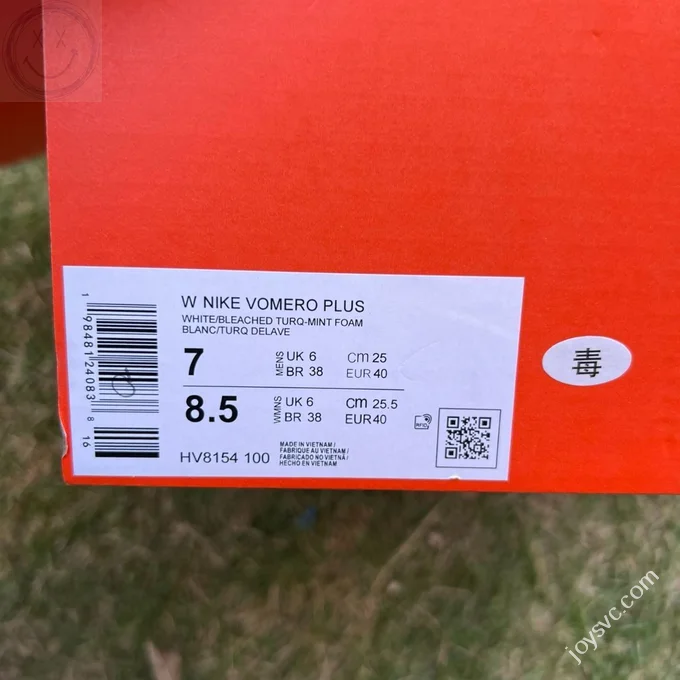 W NIKE VOMERO PLUS
WHITE/BLEACHED TURQ-MINT FOAM
BLANC/TURQ DELAVE
7 MENS UK 6 CM 25
BR 38 EUR 40
8.5 WMNS UK 6 CM 25.5
BR 38 EUR 40
RFID
HV8154 100
MADE IN VIETNAM /
FABRIQUE AU VIETNAM /
FABRICADO NO VIETNÃ /
HECHO EN VIETNAM
1 98481 24083 8
16
毒
joysvc.com